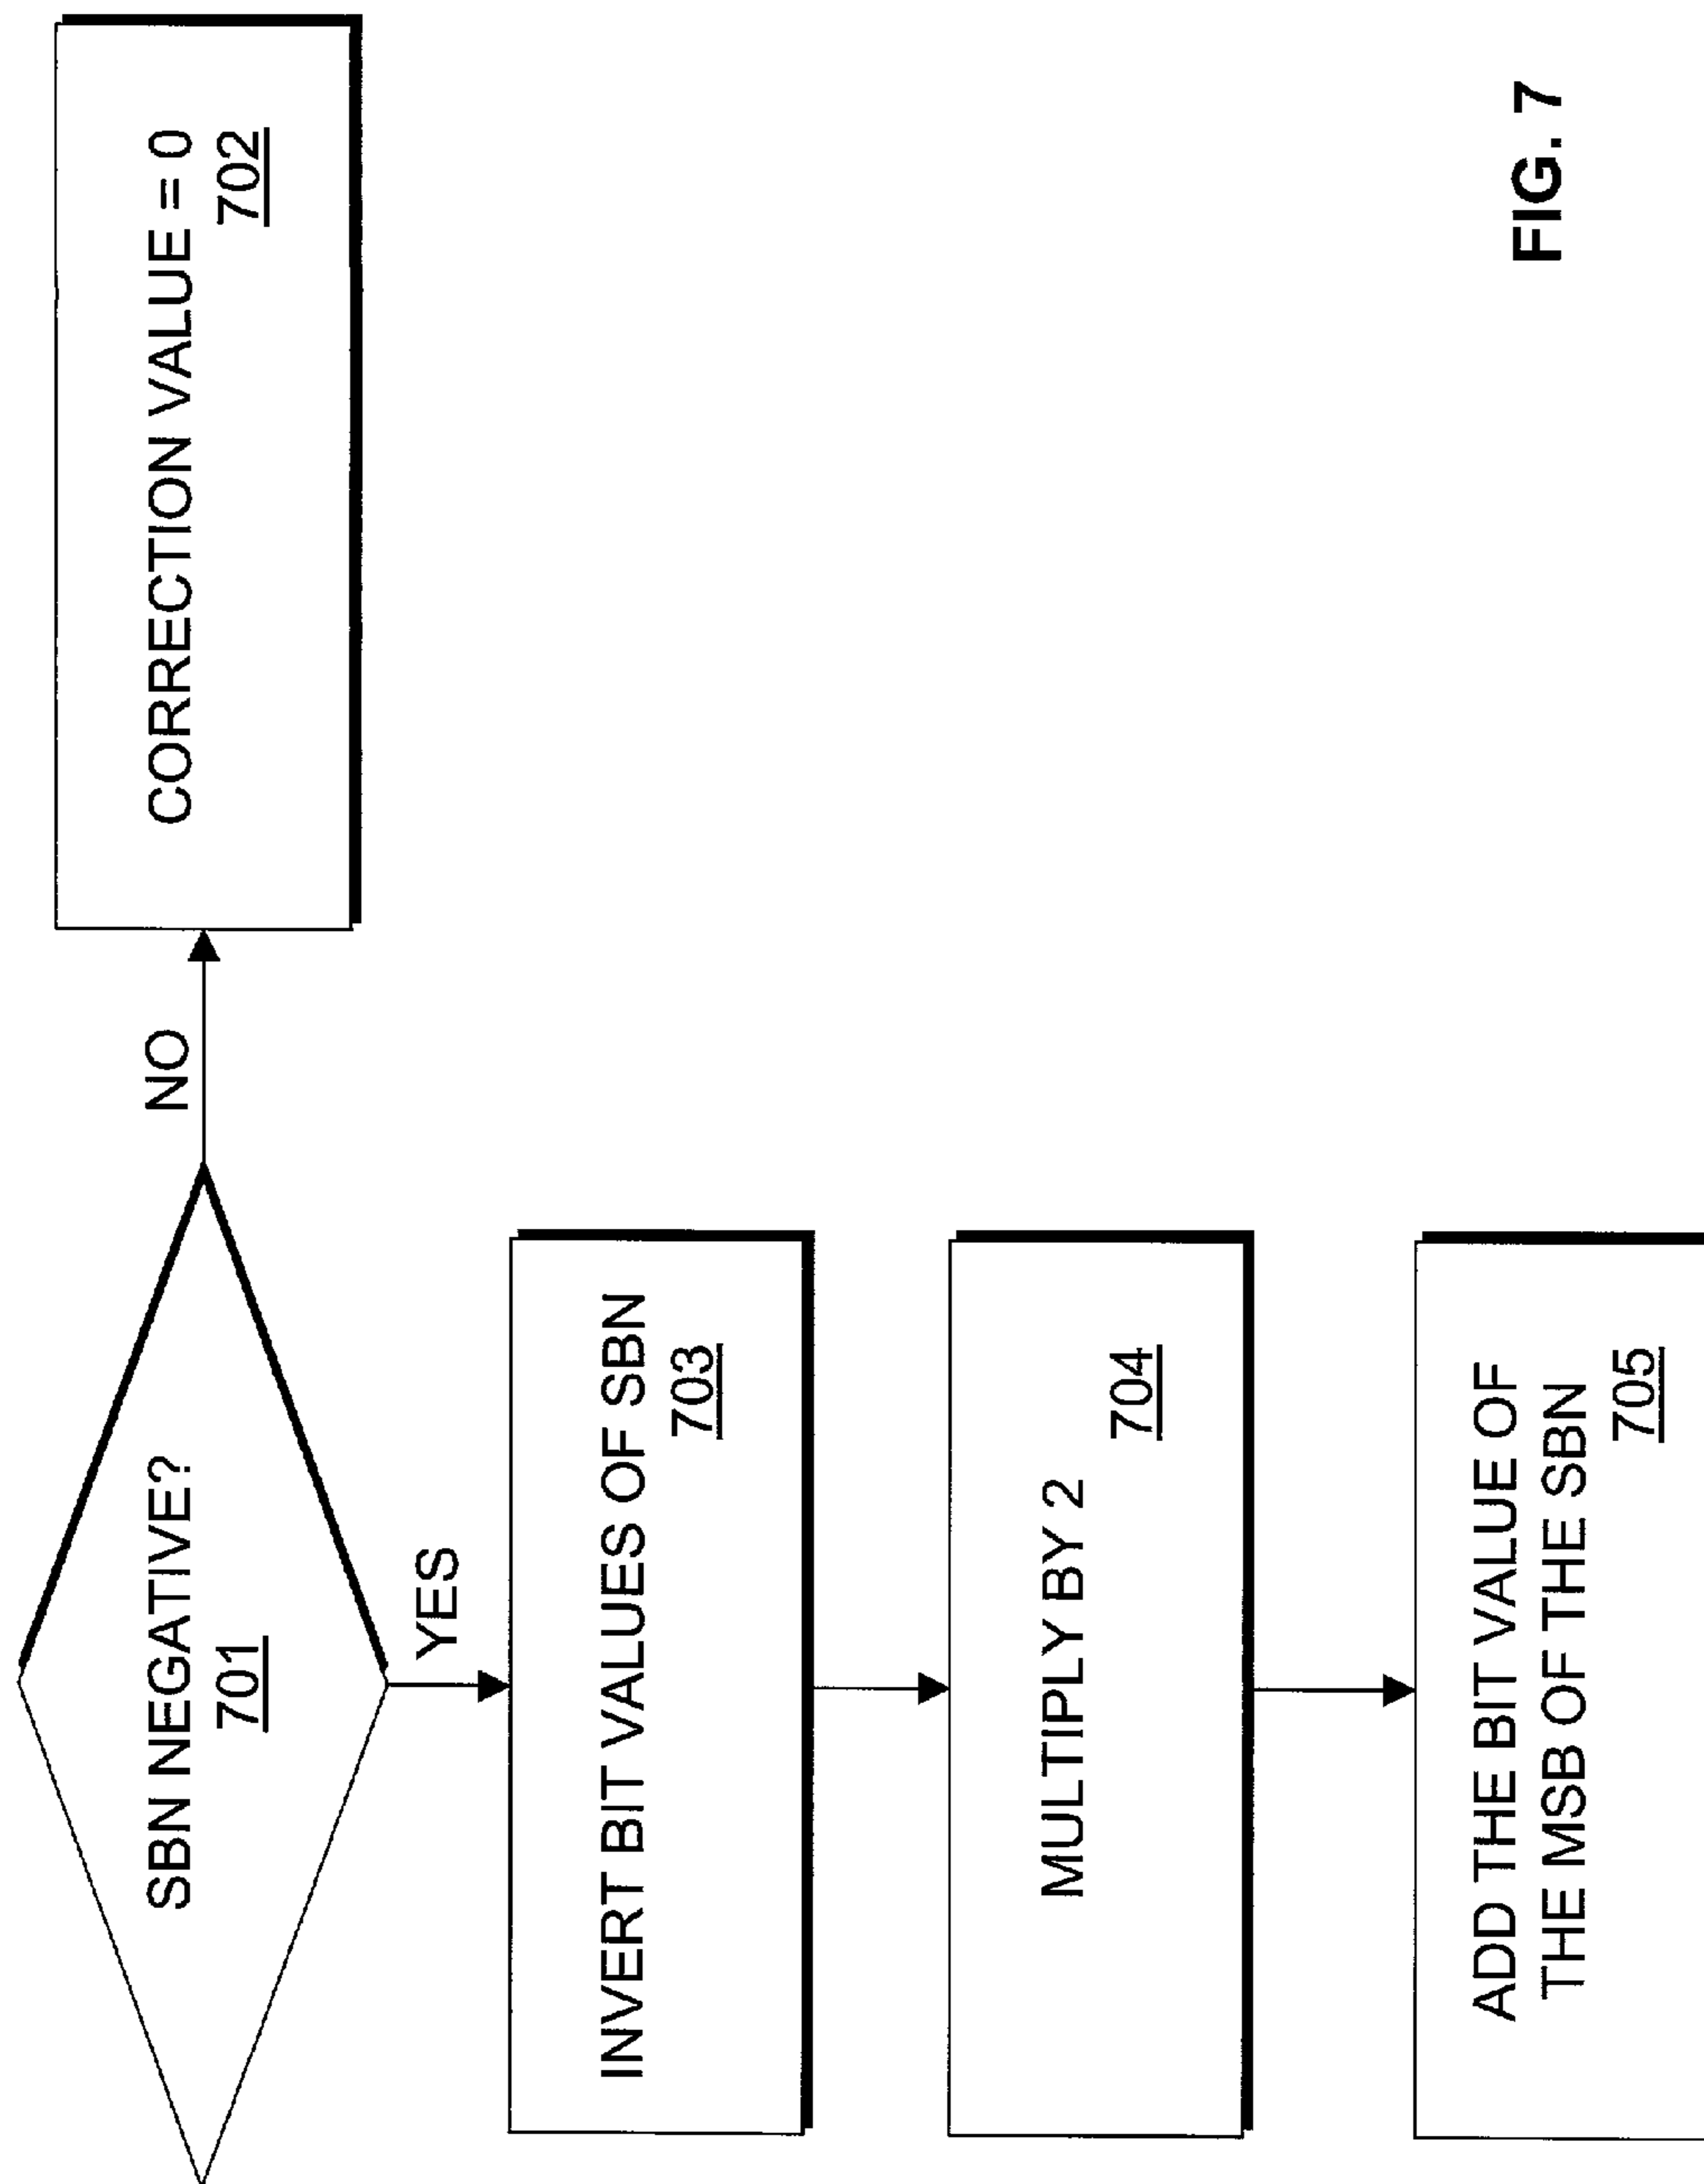 SBN NEGATIVE?
701
NO
CORRECTION VALUE = 0
702
YES
INVERT BIT VALUES OF SBN
703
MULTIPLY BY 2
704
ADD THE BIT VALUE OF
THE MSB OF THE SBN
705
FIG. 7